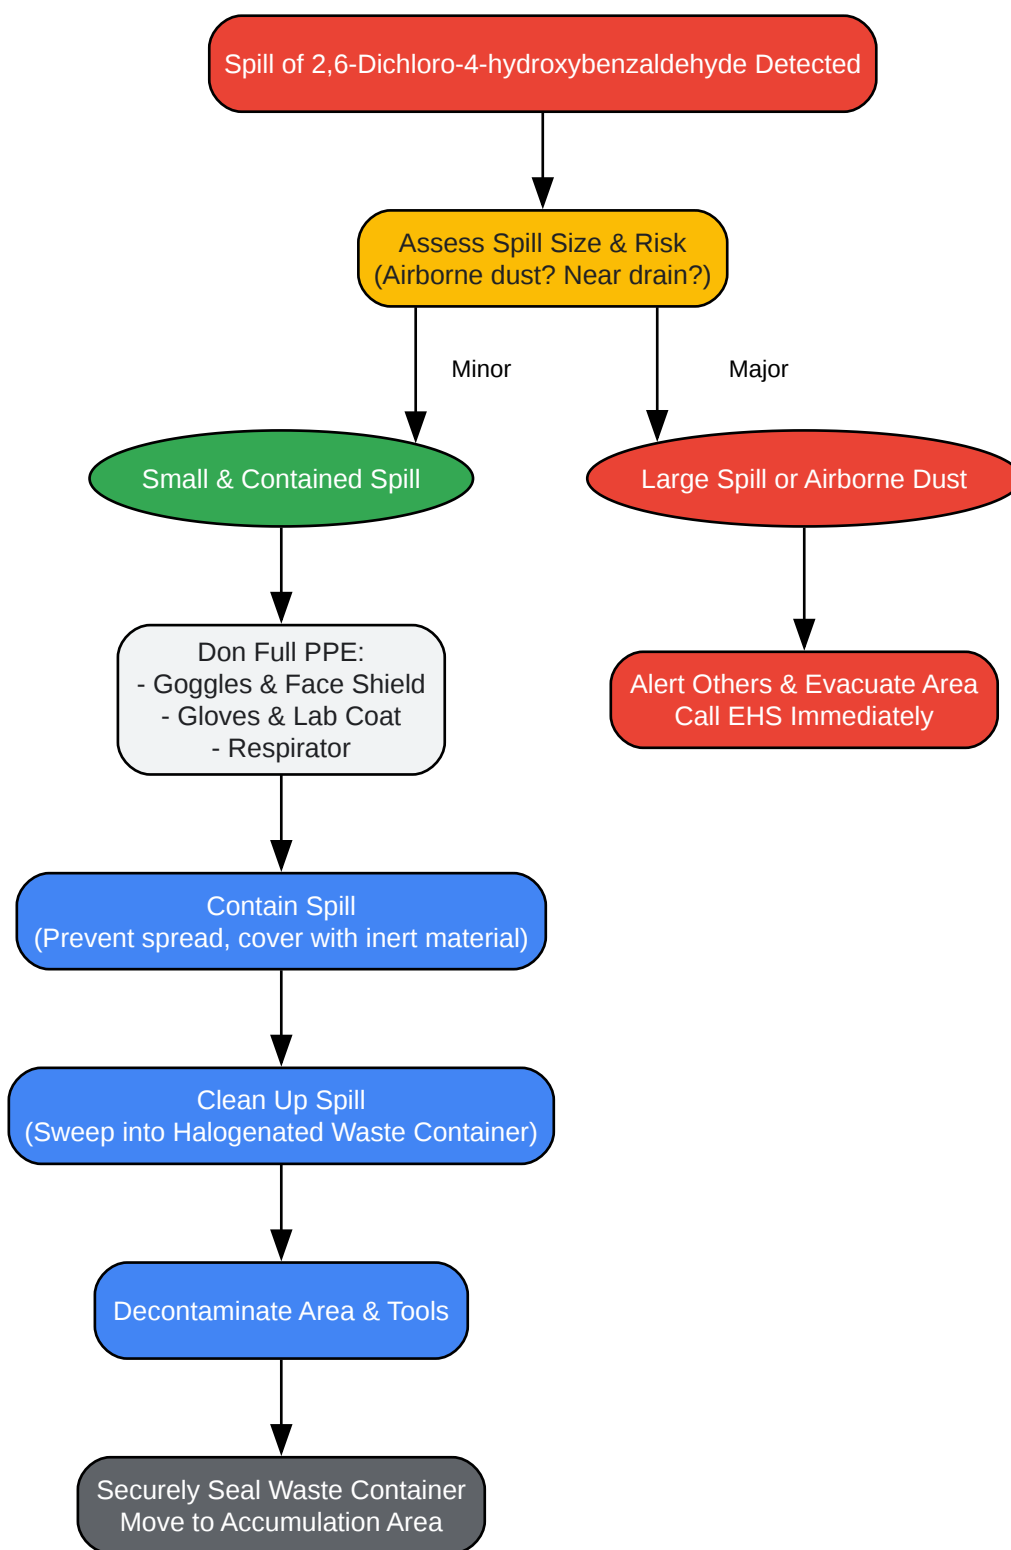 Spill of 2,6-Dichloro-4-hydroxybenzaldehyde Detected
Assess Spill Size & Risk
(Airborne dust? Near drain?)
Minor
Major
Small & Contained Spill
Large Spill or Airborne Dust
Don Full PPE:
- Goggles & Face Shield
- Gloves & Lab Coat
- Respirator
Alert Others & Evacuate Area
Call EHS Immediately
Contain Spill
(Prevent spread, cover with inert material)
Clean Up Spill
(Sweep into Halogenated Waste Container)
Decontaminate Area & Tools
Securely Seal Waste Container
Move to Accumulation Area